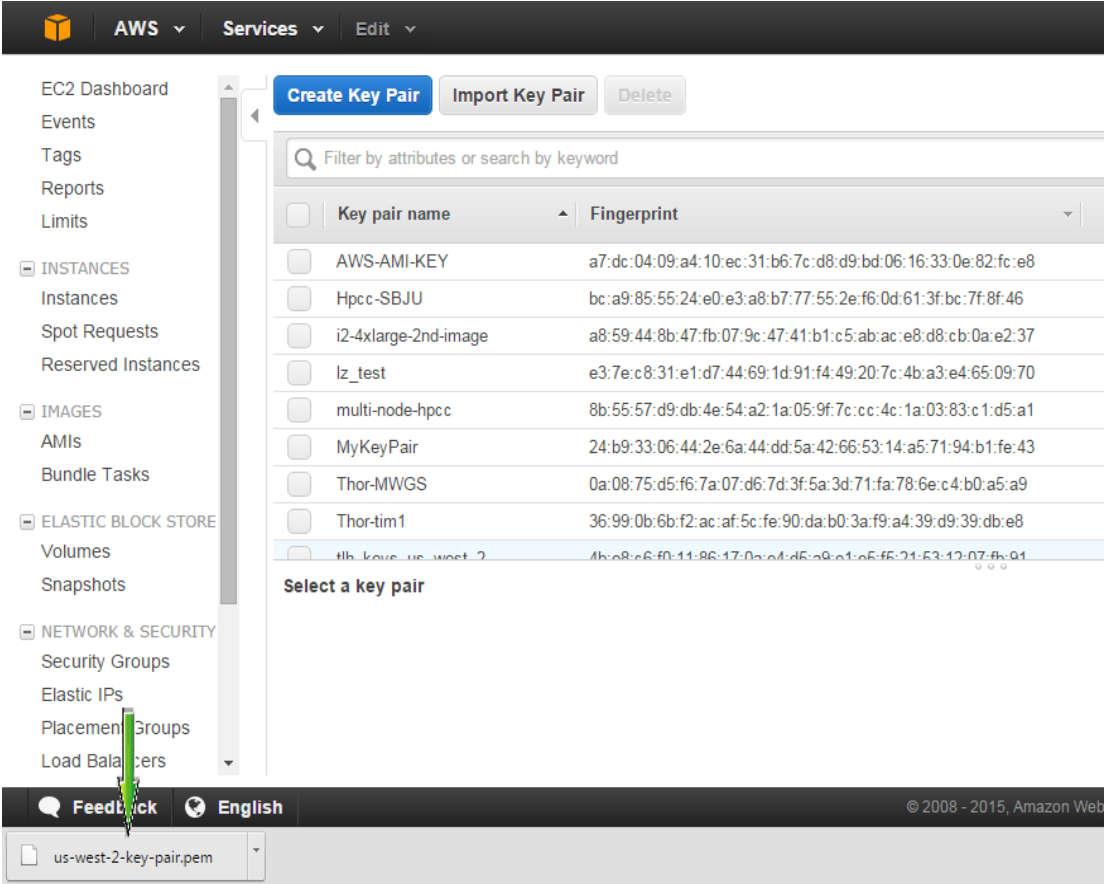 AWS Services Edit
EC2 Dashboard
Events
Tags
Reports
Limits
INSTANCES
Instances
Spot Requests
Reserved Instances
IMAGES
AMIs
Bundle Tasks
ELASTIC BLOCK STORE
Volumes
Snapshots
NETWORK & SECURITY
Security Groups
Elastic IPs
Placement Groups
Load Balancers
Create Key Pair Import Key Pair Delete
Filter by attributes or search by keyword
Key pair name Fingerprint
AWS-AMI-KEY a7:dc:04:09:a4:10:ec:31:b6:7c:d8:d9:bd:06:16:33:0e:82:fc:e8
Hpcc-SBJU bc:a9:85:55:24:e0:e3:a8:b7:77:55:2e:f6:0d:61:3f:bc:7f:8f:46
i2-4xlarge-2nd-image a8:59:44:8b:47:fb:07:9c:47:41:b1:c5:ab:ac:e8:d8:cb:0a:e2:37
lz_test e3:7e:c8:31:e1:d7:44:69:1d:91:f4:49:20:7c:4b:a3:e4:65:09:70
multi-node-hpcc 8b:55:57:d9:db:4e:54:a2:1a:05:9f:7c:cc:4c:1a:03:83:c1:d5:a1
MyKeyPair 24:b9:33:06:44:2e:6a:44:dd:5a:42:66:53:14:a5:71:94:b1:fe:43
Thor-MWGS 0a:08:75:d5:f6:7a:07:d6:7d:3f:5a:3d:71:fa:78:6e:c4:b0:a5:a9
Thor-tim1 36:99:0b:6b:f2:ac:af:5c:fe:90:da:b0:3a:f9:a4:39:d9:39:db:e8
tlh_keys_us_west_2
Select a key pair
Feedback English © 2008 - 2015, Amazon Web
us-west-2-key-pair.pem